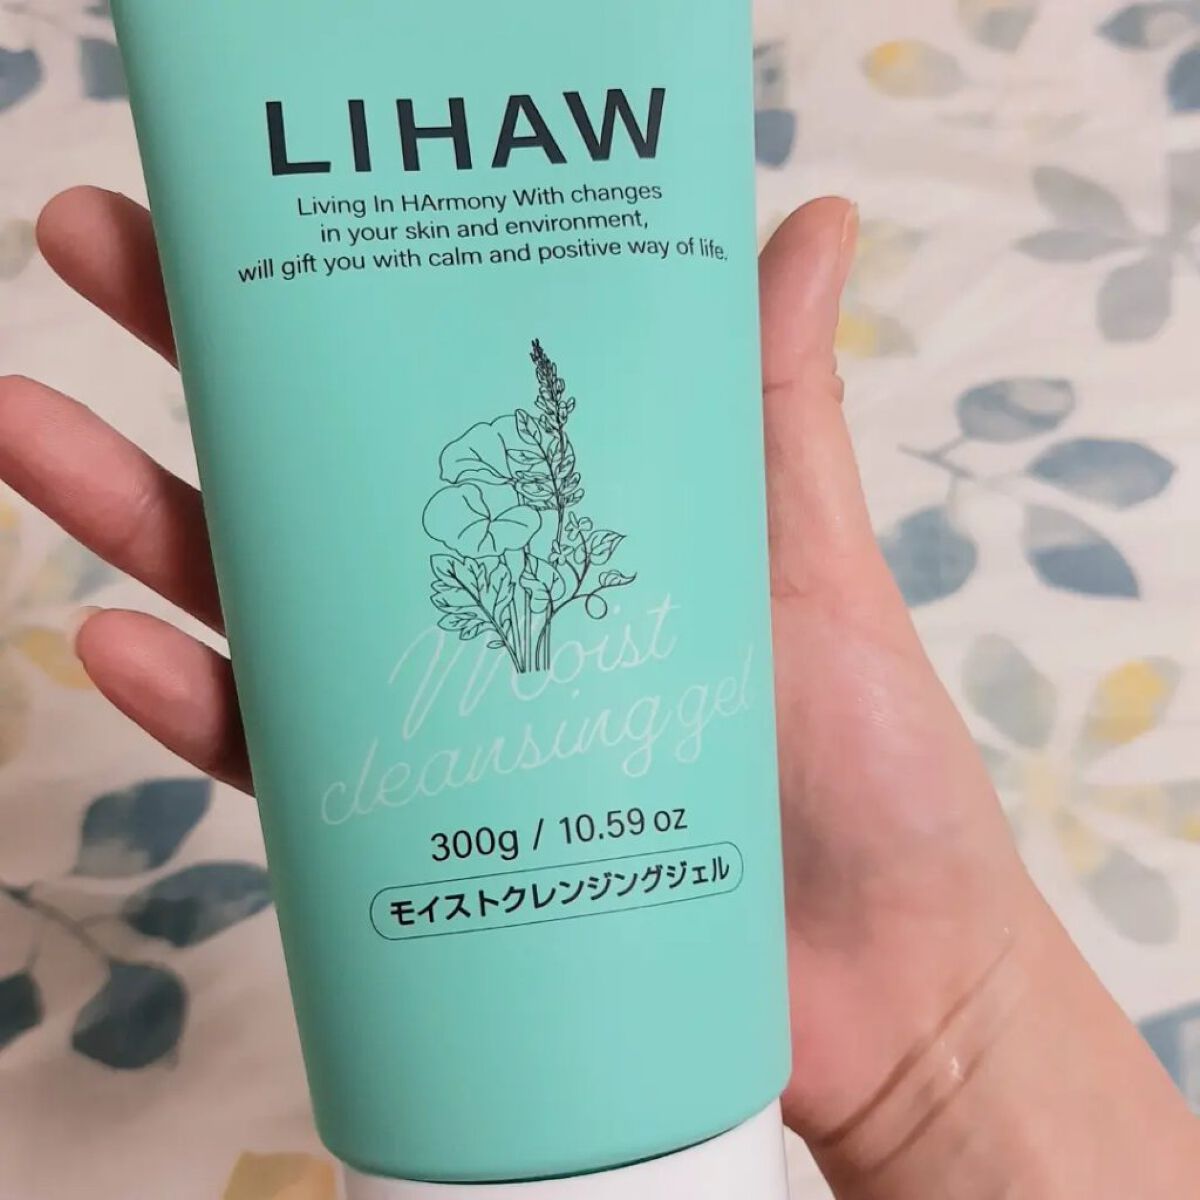 LIHAW
Living In HArmony With changes
in your skin and environment,
will gift you with calm and positive way of life.
Moist
cleansing gel
300g / 10.59 oz
モイストクレンジングジェル